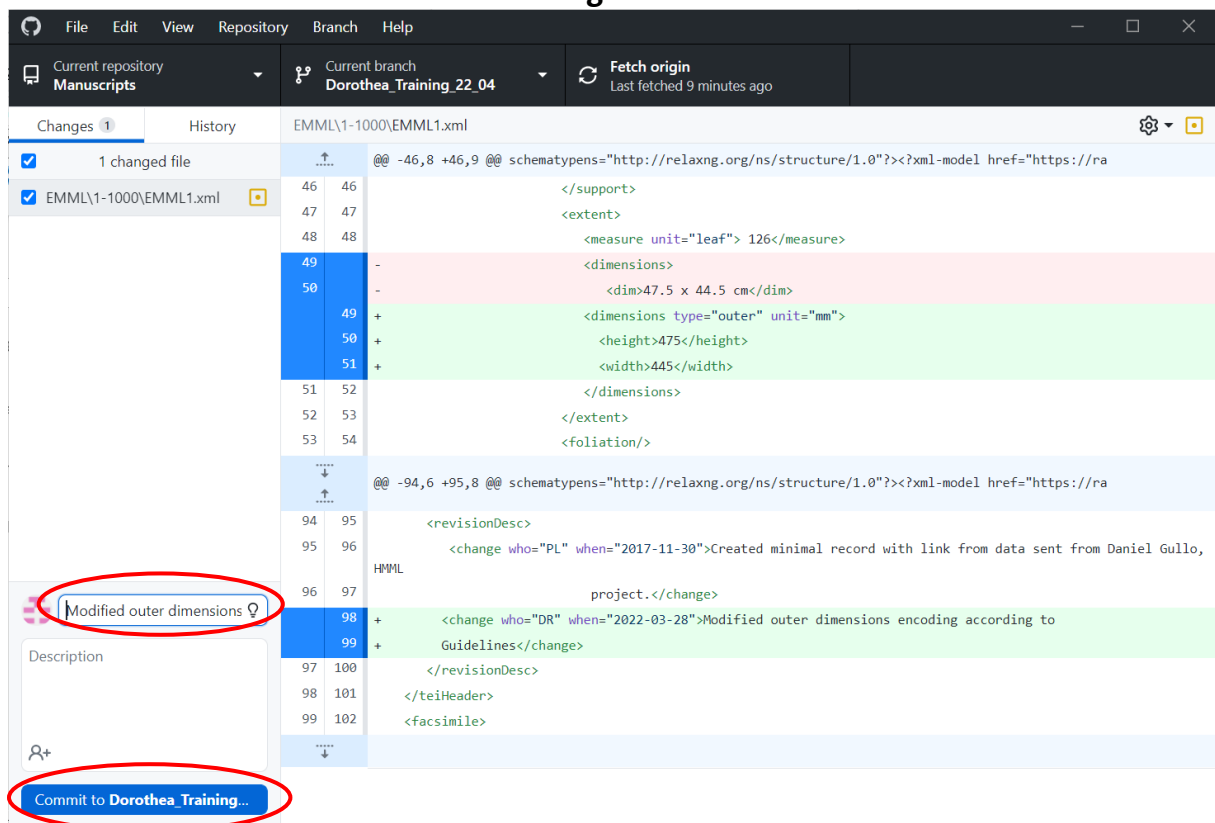 File Edit View Repository Branch Help
Current repository
Manuscripts
Current branch
Dorothea_Training_22_04
Fetch origin
Last fetched 9 minutes ago
Changes 1 History
1 changed file
EMML\1-1000\EMML1.xml
Modified outer dimensions
Description
Commit to Dorothea_Training...
EMML\1-1000\EMML1.xml
@@ -46,8 +46,9 @@ schematypens="http://relaxng.org/ns/structure/1.0"?><?xml-model href="https://ra
46 46 </support>
47 47 <extent>
48 48 <measure unit="leaf"> 126</measure>
49 - <dimensions>
50 - <dim>47.5 x 44.5 cm</dim>
49 + <dimensions type="outer" unit="mm">
50 + <height>475</height>
51 + <width>445</width>
51 52 </dimensions>
52 53 </extent>
53 54 <foliation/>
@@ -94,6 +95,8 @@ schematypens="http://relaxng.org/ns/structure/1.0"?><?xml-model href="https://ra
94 95 <revisionDesc>
95 96 <change who="PL" when="2017-11-30">Created minimal record with link from data sent from Daniel Gullo,
HMML
96 97 project.</change>
98 + <change who="DR" when="2022-03-28">Modified outer dimensions encoding according to
99 + Guidelines</change>
97 100 </revisionDesc>
98 101 </teiHeader>
99 102 <facsimile>